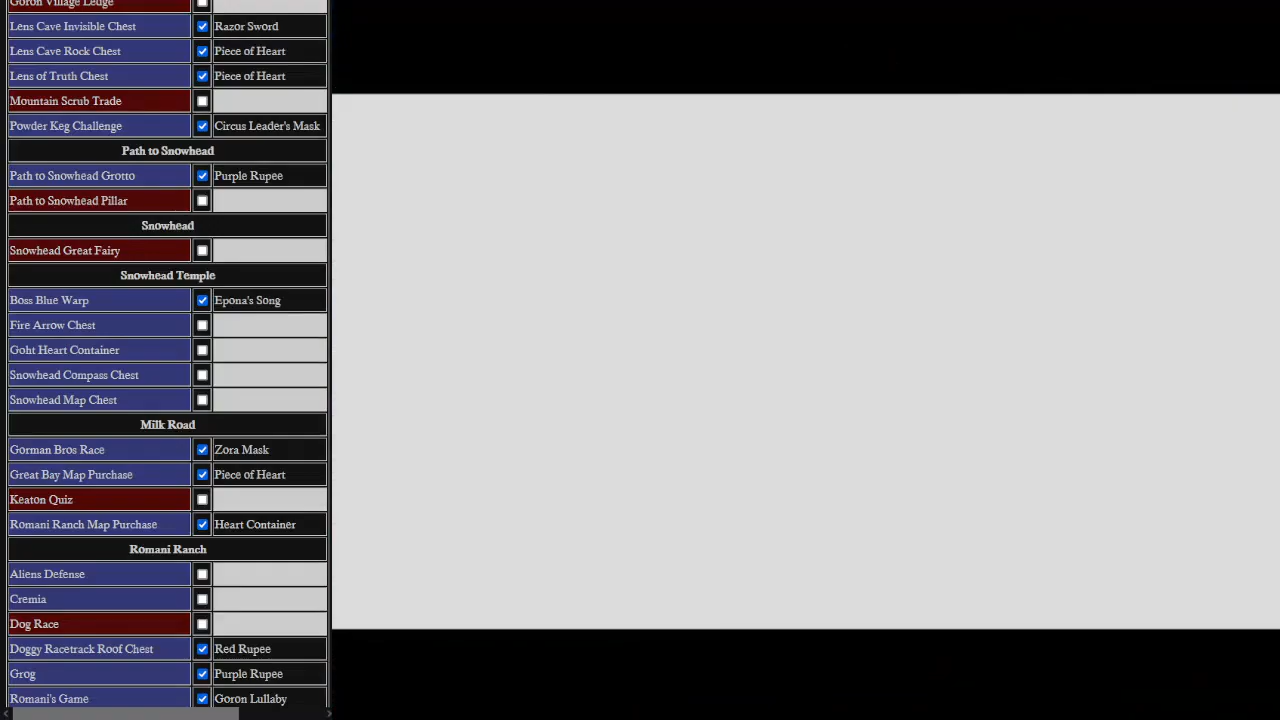 Goron Village Ledge
Lens Cave Invisible Chest Razor Sword
Lens Cave Rock Chest Piece of Heart
Lens of Truth Chest Piece of Heart
Mountain Scrub Trade
Powder Keg Challenge Circus Leader's Mask
Path to Snowhead
Path to Snowhead Grotto Purple Rupee
Path to Snowhead Pillar
Snowhead
Snowhead Great Fairy
Snowhead Temple
Boss Blue Warp Epona's Song
Fire Arrow Chest
Goht Heart Container
Snowhead Compass Chest
Snowhead Map Chest
Milk Road
Gorman Bros Race Zora Mask
Great Bay Map Purchase Piece of Heart
Keaton Quiz
Romani Ranch Map Purchase Heart Container
Romani Ranch
Aliens Defense
Cremia
Dog Race
Doggy Racetrack Roof Chest Red Rupee
Grog Purple Rupee
Romani's Game Goron Lullaby